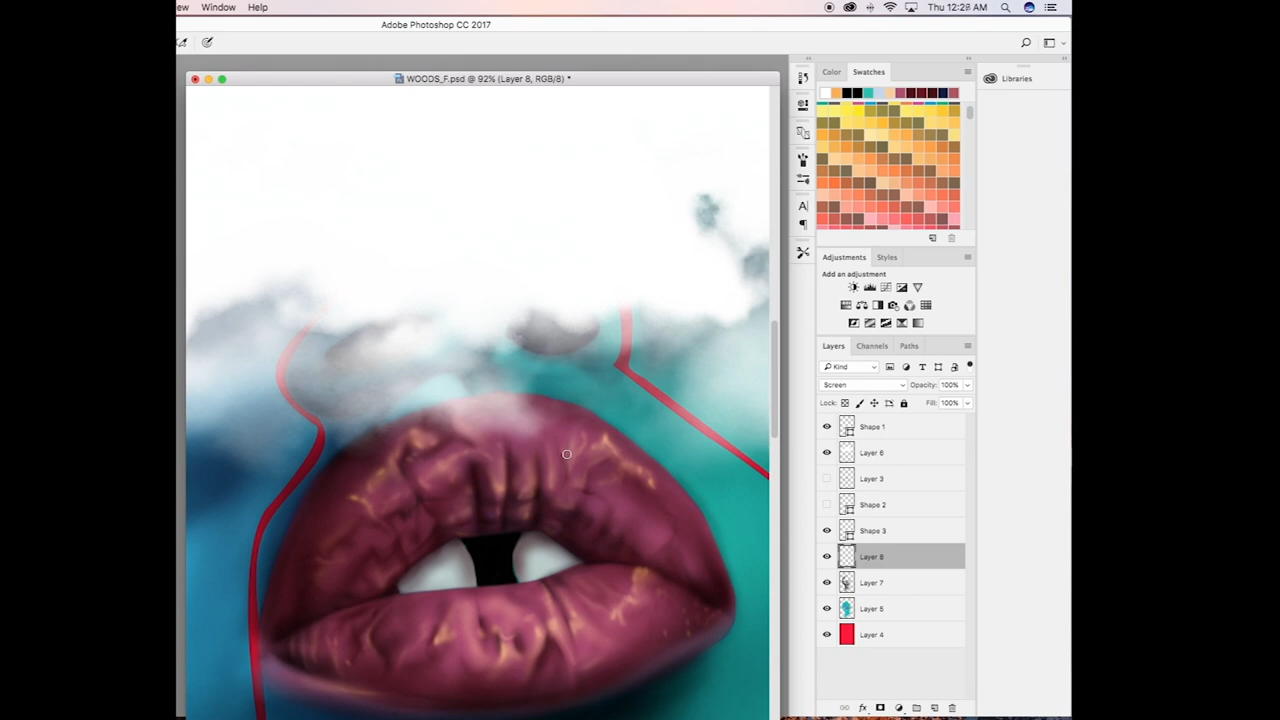 ew Window Help
Thu 12:28 AM
Adobe Photoshop CC 2017
WOODS_F.psd @ 92% (Layer 8, RGB/8) *
Color Swatches
Libraries
A
Adjustments Styles
Add an adjustment
Layers Channels Paths
Kind
Screen
Opacity: 100%
Lock:
Fill: 100%
Shape 1
Layer 6
Layer 3
Shape 2
Shape 3
Layer 8
Layer 7
Layer 5
Layer 4
fx